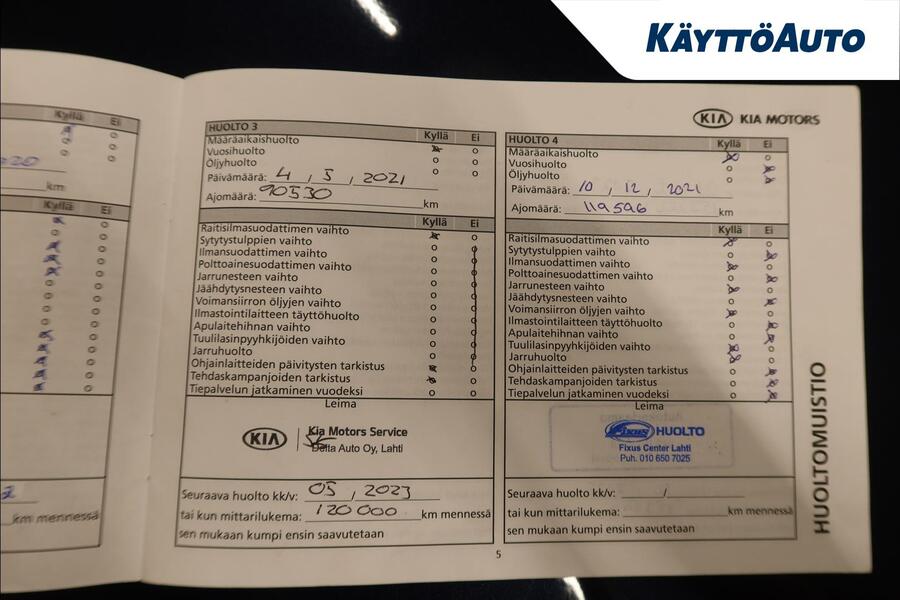 KÄYTTÖAUTO
KIA KIA MOTORS
Kyllä Ei
km
Kyllä Ei
km mennessä
HUOLTO 3 Kyllä Ei
Määräaikaishuolto
Vuosihuolto
Öljyhuolto
Päivämäärä: 4 , 5 , 2021
Ajomäärä: 90530 km
Kyllä Ei
Raitisilmasuodattimen vaihto
Sytytystulppien vaihto
Ilmansuodattimen vaihto
Polttoainesuodattimen vaihto
Jarrunesteen vaihto
Jäähdytysnesteen vaihto
Voimansiirron öljyjen vaihto
Ilmastointilaitteen täyttöhuolto
Apulaitehihnan vaihto
Tuulilasinpyyhkijöiden vaihto
Jarruhuolto
Ohjainlaitteiden päivitysten tarkistus
Tehdaskampanjoiden tarkistus
Tiepalvelun jatkaminen vuodeksi
Leima
KIA Kia Motors Service
Delta Auto Oy, Lahti
Seuraava huolto kk/v: 05 , 2023
tai kun mittarilukema: 120 000 km mennessä
sen mukaan kumpi ensin saavutetaan
HUOLTO 4 Kyllä Ei
Määräaikaishuolto
Vuosihuolto
Öljyhuolto
Päivämäärä: 10 , 12 , 2021
Ajomäärä: 119596 km
Kyllä Ei
Raitisilmasuodattimen vaihto
Sytytystulppien vaihto
Ilmansuodattimen vaihto
Polttoainesuodattimen vaihto
Jarrunesteen vaihto
Jäähdytysnesteen vaihto
Voimansiirron öljyjen vaihto
Ilmastointilaitteen täyttöhuolto
Apulaitehihnan vaihto
Tuulilasinpyyhkijöiden vaihto
Jarruhuolto
Ohjainlaitteiden päivitysten tarkistus
Tehdaskampanjoiden tarkistus
Tiepalvelun jatkaminen vuodeksi
Leima
Fixus HUOLTO
Fixus Center Lahti
Puh. 010 650 7025
Seuraava huolto kk/v: /
tai kun mittarilukema: km mennessä
sen mukaan kumpi ensin saavutetaan
HUOLTOMUISTIO
5